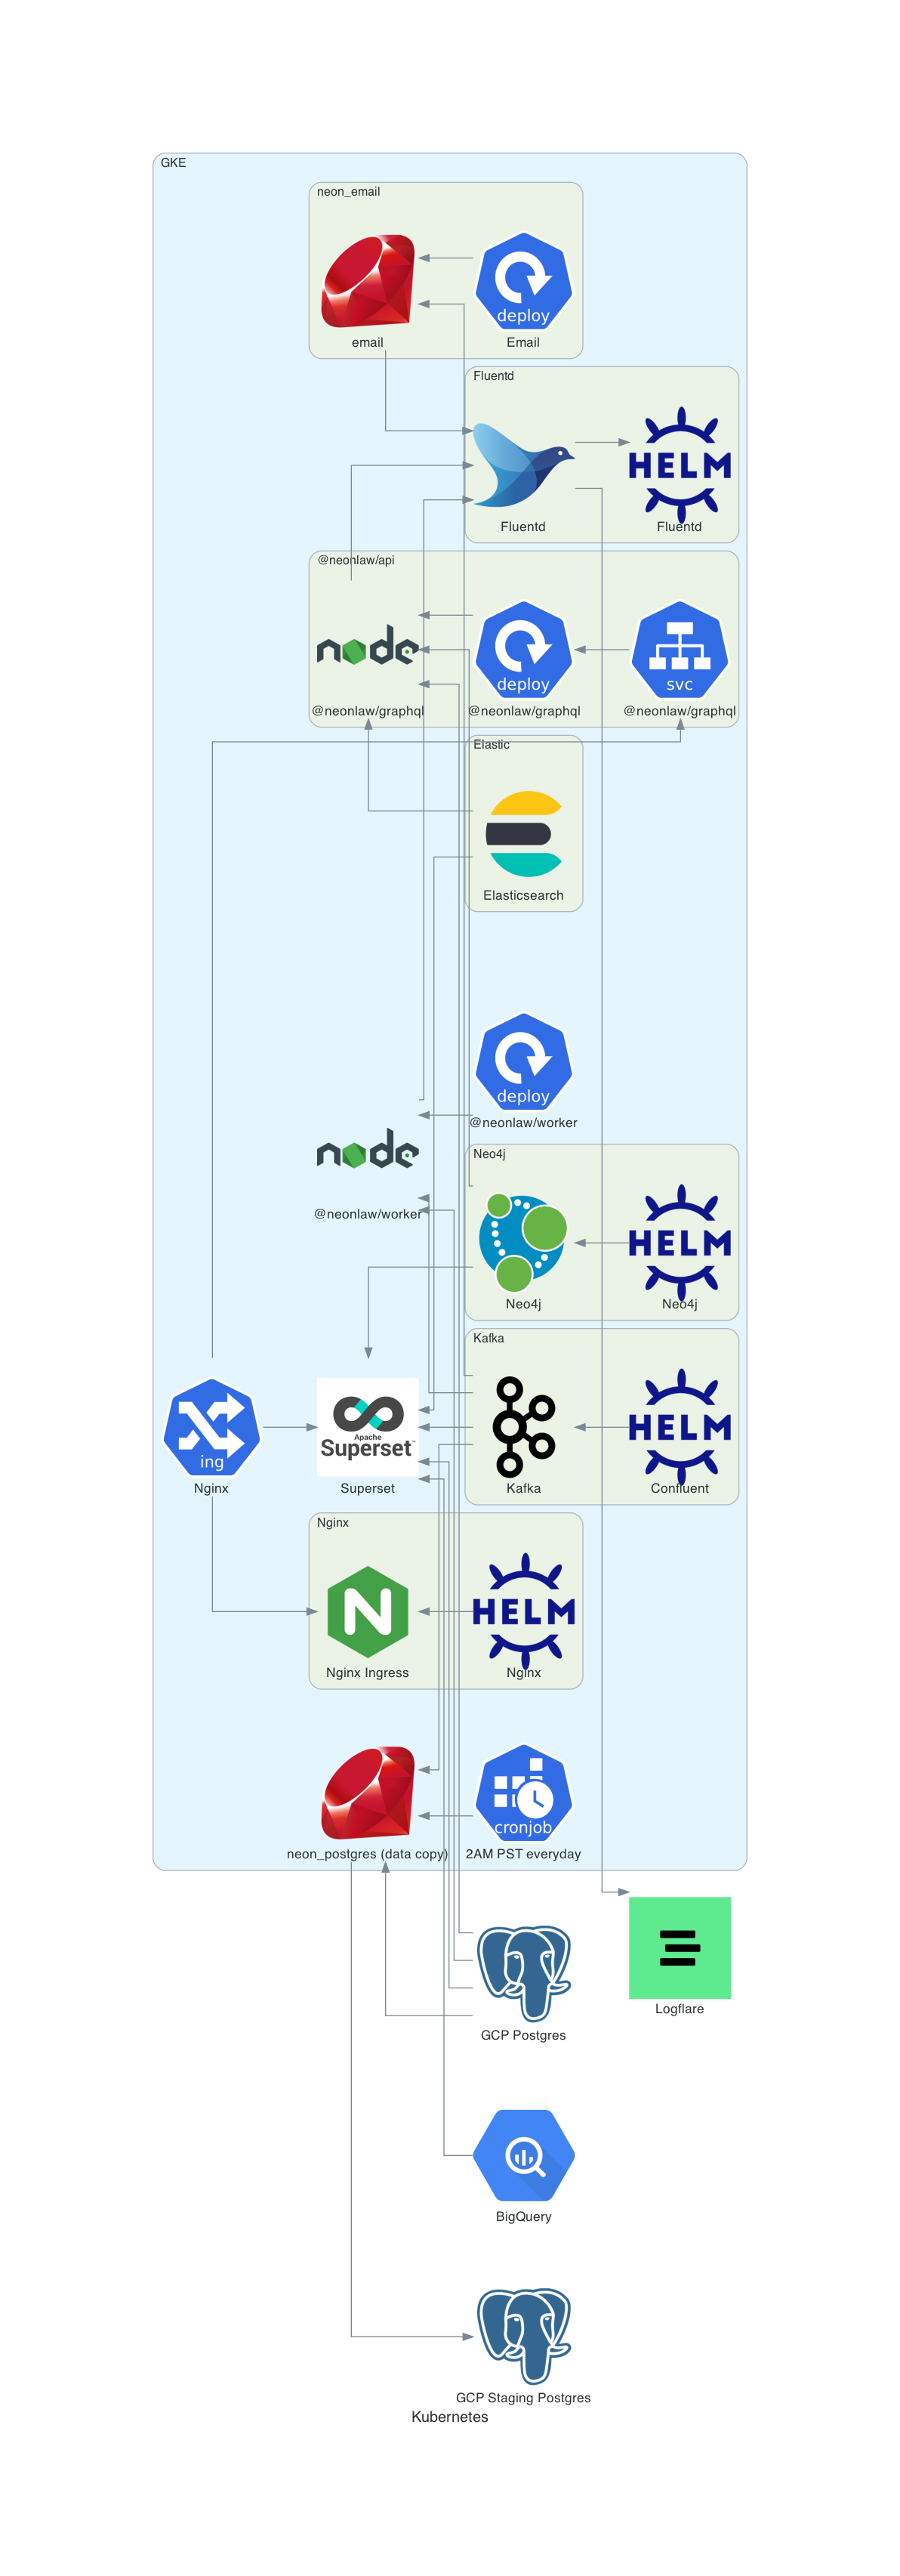 GKE
neon_email
deploy
email
Email
Fluentd
HELM
Fluentd
Fluentd
@neonlaw/api
node
deploy
svc
@neonlaw/graphql
@neonlaw/graphql
@neonlaw/graphql
Elastic
Elasticsearch
deploy
@neonlaw/worker
node
@neonlaw/worker
Neo4j
HELM
Neo4j
Neo4j
Kafka
ing
Apache
Superset
HELM
Nginx
Superset
Kafka
Confluent
Nginx
N
HELM
Nginx Ingress
Nginx
cronjob
neon_postgres (data copy)
2AM PST everyday
Logflare
GCP Postgres
BigQuery
GCP Staging Postgres
Kubernetes